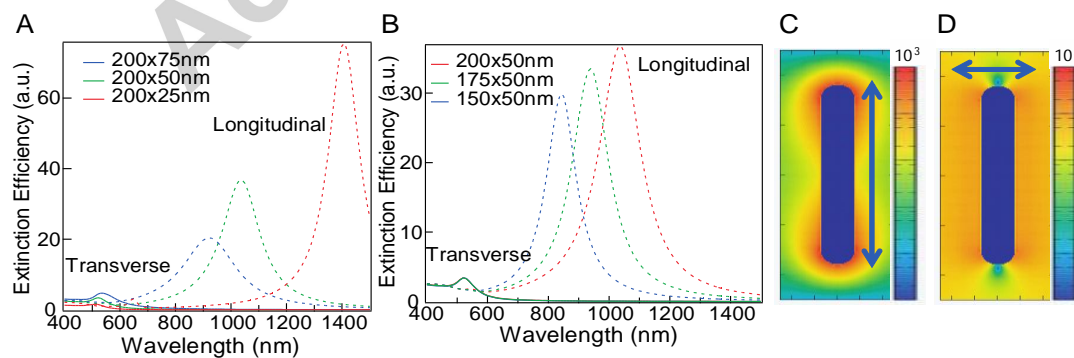 A
200x75nm
200x50nm
200x25nm
Longitudinal
Transverse
Extinction Efficiency (a.u.)
60
40
20
0
400 600 800 1000 1200 1400
Wavelength (nm)
B
200x50nm
175x50nm
150x50nm
Longitudinal
Transverse
Extinction Efficiency (a.u.)
30
20
10
0
400 600 800 1000 1200 1400
Wavelength (nm)
C
10³
D
10